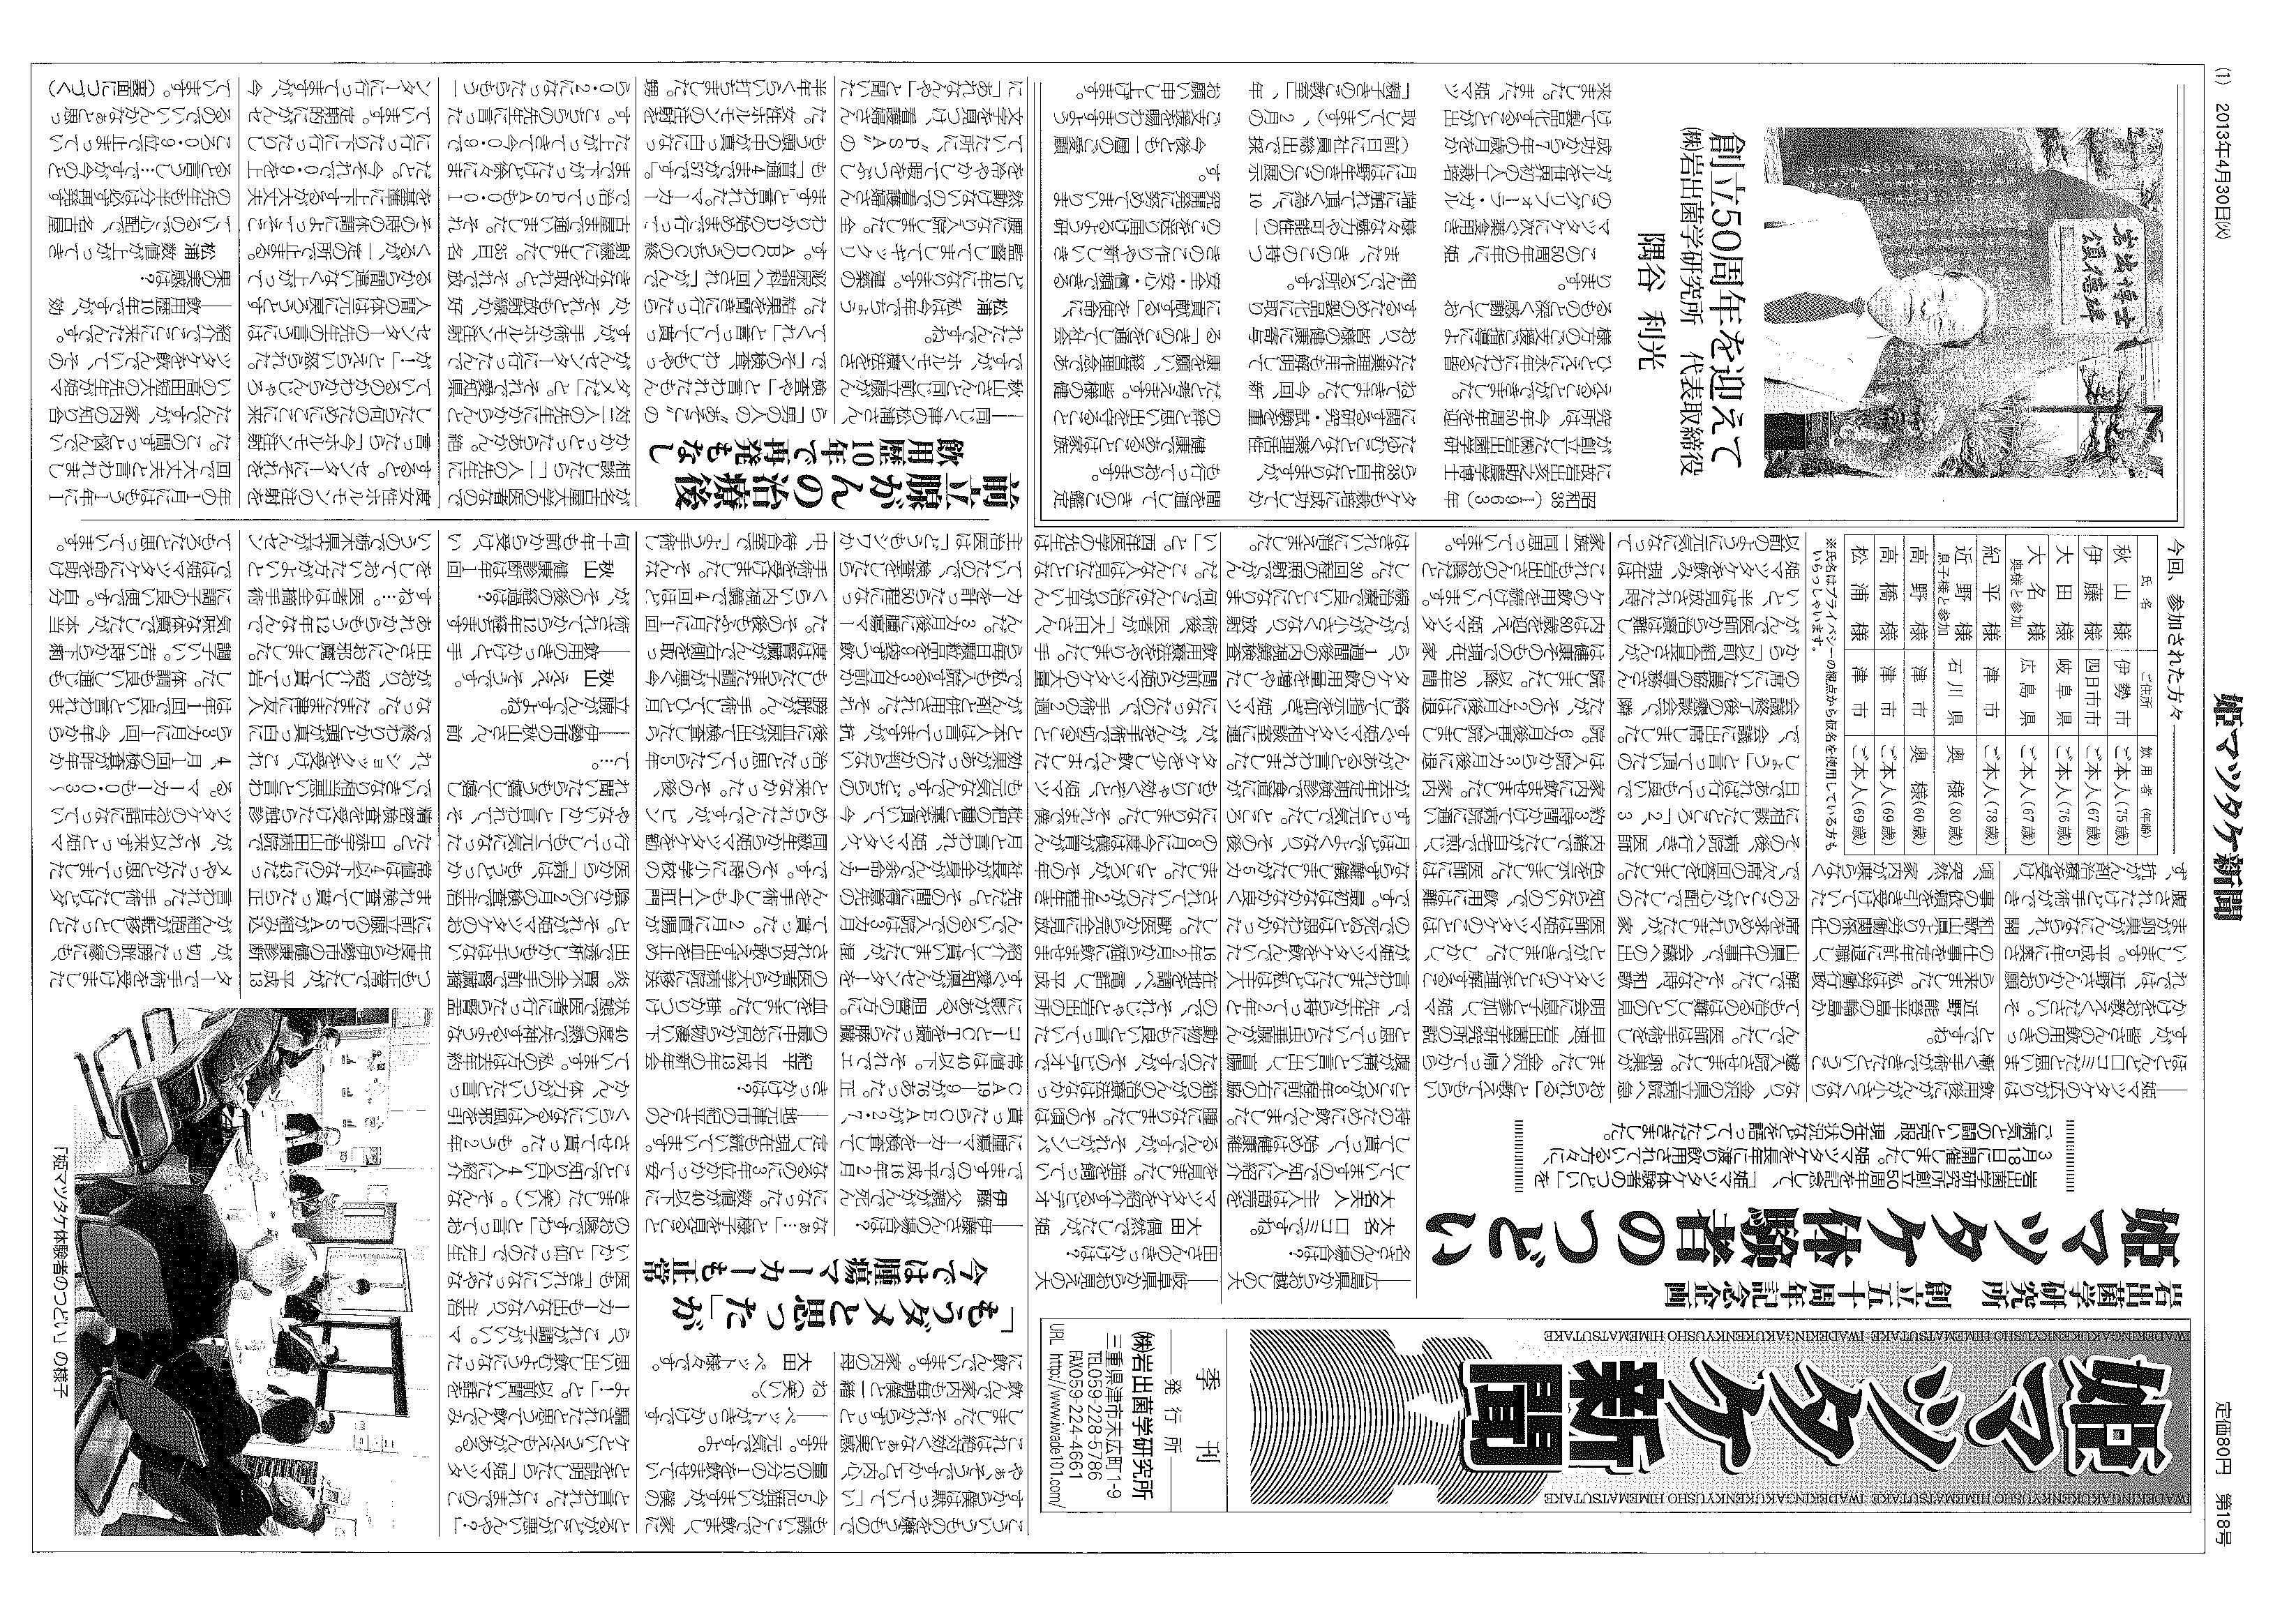 (1)　2013年4月30日㈫
姫マツタケ新聞
定価80円　第18号
姫マツタケ新聞
季　刊
発 行 所
㈱岩出菌学研究所
三重県津市末広町1-9
TEL059-228-5786
FAX059-224-4661
URL http://www.iwade101.com/
岩出菌学研究所　創立五十周年記念企画
姫マツタケ体験者のつどい
岩出菌学研究所創立50周年を記念して、「姫マツタケ体験者のつどい」を
3月18日に開催しました。姫マツタケを長年に渡り飲用されている方々に、
ご病気との闘いと克服、現在の状況などを語っていただきました。
―姫マツタケの広がりは
ほとんど口コミだと思いま
すが、皆さんの飲用のきっ
かけをお教えください。そ
れでは、近野さんからお願
いします。平成5年に奥さ
まが卵巣がんになられ、開
腹されたけど手術ができ
ず、抗がん剤治療を受け、
飲用後にがんが小さくなり
漸く手術ができたというこ
とですね。
近野　能登半島の輪島か
ら来ました。私は労働行政
の仕事を定年前に退職し、
和歌山県より労働関係の仕
事の依頼を引き受けていた
頃、突然、家内が喋らなく
なり、金沢の県立病院へ急
遽入院させました。卵巣が
んでした。医師は手術をし
ても治るのは難しいとの見
解でした。そんな時、和歌
山県の仕事で、会議への出
席を求められましたが、家
内のことが心配でしたの
で、欠席の回答をしました。
その後、病院へ行き、医師
に相談したところ「2、3
日であれば行っても良いで
しょう」と言って頂いたの
で、会議に出席しました。
会議終了後の懇談会で、隣
の席にいた農協の専務さん
から「以前、組合長さんが、
がんで医師から治療は難し
いと、半ば見放された時、
姫マツタケを飲み、現在は
以前のように元気になって
おられる」と教えてもらい
ました。金沢へ帰ってから
早速、岩出菌学研究所の説
明会に息子と参加し、姫マ
ツタケのことを理解するこ
とができました。しかし、
医師は姫マツタケのことは
知らないので、飲用には難
色を示しました。医師には
内緒でしたが自宅で煎じ、
約3時間かけて病院に通い
家内に飲ませました。家内
は入院から3カ月後に退
院。6カ月後再入院しまし
たが、その2カ月後には退
院しました。以降、20年間
は健康そのもので現在、家
内は80歳を迎え、姫マツタ
ケの飲用を続けています。
これも岩出さんのお陰だと
家族一同思っています。
―広島県からお越しの大
名さんの場合は？
大名　口コミですね。
大名夫人　主人は商売を
していますので知人に紹介
して貰って、始めは健康維
持のために飲んでました。
ところが8年程前に右の脇
腹が痛いと言い出し、盲腸
と思っていたら虫垂腺がん
で、先生から持って2年と
言われましたけど私は主人
が姫マツタケを飲んでいた
ので死ぬとは思わなかった
です。最初はなかなか良く
ならず難儀しましたが5カ
月ほどでよくなり、その後
ずっと元気でした。ところ
が去年定期検診で食道にが
んがあると言われました。
すぐ姫マツタケ相談室に連
絡して指示を仰ぎ、姫マツ
タケの飲用量を増やした
ら、1週間後の内視鏡検査
でがんが小さくなり、放射
線治療で良いことになりま
した。30回程の照射でがん
はきれいに消えました。
―岐阜県からお見えの大
田さんのきっかけは？
大田　偶然でしたが、姫
マツタケを紹介するビデオ
を見ました。猫を飼ってい
るんですが、それがリンパ
腫になりました。その頃は
猫のがんの治療法はなかっ
たのですが、そのビデオで
動物にも良いと言っていた
ので、それじゃと岩出の所
在地を調べ、電話し、平成
16年2月から猫に飲ませま
した。獣医から完全に見放
されていたのが2年程生き
ました。ところが、その年
の8月に今度は僕が胃がん
になりました。それまで僕
もこりゃ効くぞと、姫マツ
タケを少し飲んでました
が、がんを手術で切ること
になったので、手術の2週
間前から姫マツタケの大量
飲用療法をやりました。手
術後、医者が「大田さん、
何でこんなに治りが早いん
だ。こんな人は見たことな
い」と。西洋医学の先生は
こういうものを嫌うもので
すから僕は黙っていて「い
やぁ、そうですか」と。内心、
これは絶対効くなぁと実感
しました。それからずっと
飲んで家内も毎朝僕と一緒
に飲んでいます。家内の母
も誘いこんで飲まし、家に
今5匹猫がいますが、僕の
量の10分の1を飲ませてい
ます。元気ですよ。
―ペットがきっかけです
ね（笑い）。
大田　ペット様々です。
「もうダメと思った」が
今では腫瘍マーカーも正常
―伊藤さんの場合は？
伊藤　父親ががんで死ん
でますので平成16年2月
に腫瘍マーカーを検査して
貰ったらCEAが2・7、
CA19―9が76あった。正
常値は40以下。それでエ
コーとCTを撮ったら膵臓
に影がある、胆管の方に。
すぐ愛知県がんセンターを
紹介して貰いましたが、混
んでいるので入院は3カ月
先だと。その間に得意先の
社長が全身がんで余命1カ
月と言われ、姫マツタケ、
枇杷の種と葉を頂いて、今
も元気なんです。どちらの
効果があったのか判らない
と本人は言ってますが、抗
がん剤と併用された。それ
で私も入院する3カ月前か
ら毎日顆粒品を9袋ずつ飲
んだ。3カ月後に腫瘍マー
カーを計ったら50程になっ
ていたので、検査をしたら
主治医は「どうもシワか
なぁ…」と様子を見ること
になった。数値が40以下に
なるのに3年位かかって安
定し、現在も続いています。
―地元津市の紀平さんの
きっかけは？
紀平　平成13年の新年会
の最中にお尻から物凄い下
血をしました。掛かりつけ
の医者から大学病院に移送
され取り敢えず出血を止め
て貰った。2月に直腸が
んを手術し今も人工肛門
です。その時に小学校の
同級生から姫マツタケを勧
められたんですが、ピン
と来なかった。その後、
治ったと思っていたら5年
後に血尿が出て検査したら
膀胱がん。手術してひと月
もしたらまた調子が悪く今
度は腎臓がんで右側を取っ
た。その後もふた月に1回
くらい内視鏡で4回ほど
手術を受けました。そんな
中、待合室で「よう手術し
とるがどこが悪いんや？」
と言われた。これまでのこ
とを説明したら「姫マツタ
ケというええもんがある。
騙されたと思うて飲んでみ
よ！」と。以前聞いた話を
思い出し飲むようになった
ら、これが調子がいい。マ
ーカーも出なくなり、主治
医も「きれいになったやな
いか」と仰ったので「先生
のお陰ですわ」と言ってお
きました（笑い）。そんな
ことで知り合い4人に紹介
させて貰った。もう2年
くらいになる人は風邪を引
かん、体力がついたと言っ
ています。私の方は去年約
40度の熱で失神するような
状態で医者に行ったら腎盂
炎。腎不全の手前で腎臓摘
出で透析しかもう手はない
と。それが姫マツタケのお
陰かこの2月の検査で主治
医から「病は、もうどっか
行ってしもて元気になった
やないか」と言われて、そ
れ聞いたらもう嬉して嬉し
て…。
―伊勢市の秋山さん、前
立腺がんですよね。
秋山　ええ、そうです。
―飲用のきっかけと、手
術されてから12年経ちます
が、その後の経過は？
秋山　健康診断は年1回
何十年も前から受け、い
つも正常でしたが、平成13
年度から伊勢市の健康診断
に前立腺のPSAが組み込
まれ検査して貰ったら正
常値は4以下なのに43だっ
たと。日赤宇治山田病院で
精密検査を受けたら触診
でいきなり相当悪いと言わ
れ、ショックを受け、これ
で終わりかと頭が真っ白に
なった。たまたま津に友人
がおり、紹介して貰って岩
出さんにお邪魔しました。
あれからもう12年なんで
すね…。医者は全摘手術
をしておいた方がよいと
いうので栃木県立がんセン
ターで手術を受けました
が、切った膀胱の縁にも、
がん細胞が転移しとったと
言われた。手術したけどダ
メやったかと思ってました
が、それ以来ずっと姫マ
ツタケのお世話になってい
る。マーカーも0・03～
4、月1回の検査が昨年か
ら3カ月に1回、今年から
は年1回で良いと言われま
した。体調も良いし通じも
調子いい。若い時から下痢
気味な体質でしたが、本当
に調子の良い便です。自分
では姫マツタケに命を助け
てもろたと思っています。
前立腺がんの治療後
飲用歴10年で再発もなし
―同じく津の松浦さん、
秋山さんと同じ前立腺がん
ですが、ホルモン療法をさ
れたんですね。
松浦　私は今年でちょう
ど10年になります。建築の
監督してましてギックリ
腰になり入院しました。全
然動けないので看護婦さん
を冷やかして暇をつぶし
ていた所に、〝PSA〟の
文字を見つけ、看護婦さん
に「あれなんや」と聞いた
ら「男の人の〝あそこ〟の
検査や」と言われたもん
で「その検査、わしもやっ
てくれ」と言ってして貰っ
た。結果を聞きに行ったら
泌尿器科へ回され「がんで
す。ABCDのうちCの終
わりかDの始めまで行って
ます」と言われた。マーカー
も「普通4までが57です」。
もう頭の中が真っ白になっ
た。女性ホルモンの注射を
半年くらい打ちました。甥
が名古屋大学の医者なので
相談したら「一人の先生に
かかっとったらあかん。絶
対二人の先生にかからんと
ダメだ」と。それで愛知県
がんセンターに行ったんで
すが、手術かホルモン注射
か、それとも放射線か、好
きな方を取れと。それで放
射線にしました。35日、名
古屋まで通いました。それ
で治ってPSAも0・01
まで下がったけど徐々にま
た上がってきて今0・9で
す。こちらの先生に言った
ら0・2になったらもう一
度女性ホルモンの注射を
すると。センターにそれを
言ったら「今ホルモン注射
したら何のためにここに来
ているのかわからんじゃろ
が！」とえらい怒られた。
センターの先生の言うには
人間の体は元に戻ろうとす
るから間違いなく上がって
くるが、一定の所で止まる。
その時の体調によってそこ
を基準に上下するが大丈夫
だと。今それで0・9を上
に行ったり下に行ったりし
ています。定期的にがんセ
ンターに行ってますが、今
年の1月にはもう1年に1
回で大丈夫と言われまし
た。この間ずっと悩んでい
たんですが、家内の知り合
いの高田短大の先生が姫マ
ツタケを飲んでいて、その
紹介でここに来たんです。
―飲用歴10年ですが、効
果の実感は？
松浦　数値が上がってき
ているので心配で、名古屋
の先生も半分は必ず再発す
ると言うし…ですが今のと
ころ0・9位で止まってい
るのでいいんかなぁと思っ
ています。（裏面につづく）
今回、参加された方々
氏 名　ご住所　飲 用 者 (年齢)
秋 山 様　伊 勢 市　ご本人(75歳)
伊 藤 様　四日市市　ご本人(67歳)
大 田 様　岐 阜 県　ご本人(76歳)
大 名 様　広 島 県　ご本人(67歳)
奥様と参加
紀 平 様　津　市　ご本人(78歳)
近 野 様　石 川 県　奥　様(80歳)
息子様と参加
高 野 様　津　市　奥　様(60歳)
高 橋 様　津　市　ご本人(69歳)
松 浦 様　津　市　ご本人(69歳)
※氏名はプライバシーの観点から仮名を使用している方も
いらっしゃいます。
岩出博士
頌徳碑
創立50周年を迎えて
㈱岩出菌学研究所　代表取締役
隅谷 利光
昭和38（1963）年
に故岩出亥之助農学博士
が創立した㈱岩出菌学研
究所は、今年50周年を迎
えることができました。
ひとえに永年にわたる皆
様方のご支援ご指導によ
るものと深く感謝してお
ります。
この50周年の年に、姫
マツタケに次ぐ薬食用き
のこグリフォーラ・ガル
ガルを世界初の人工栽培
成功から7年の歳月をか
けて製品化することが出
来ました。また、姫マツ
タケも栽培に成功してか
ら38年目となりますが、
たゆむことなく薬理活性
に関する研究・試験を重
ねてきました。今回、新
たな薬理作用も解明して
おり、皆様の健康に寄与
するための製品化に取り
組んでいる所です。
また、きのこの持つ
様々な魅力や可能性の一
端に触れて頂く為に、10
月には野生きのこの展示
（前日に社員総出で採
取しています）、2月の
「親子きのこ教室」、年
間を通して きのこ鑑定
も行っております。
健康であることは家族
の絆と思い出を守ること
だと考えます。皆様の健
康を願い、経営理念であ
る「きのこを通して社会
に貢献する」を使命に、
安全・安心・信頼できる
きのこ作りや新しいき
のこを送り届けるよう研
究開発に努めてまいりま
す。
今後とも一層のご愛顧
ご支援を賜わりますよう
お願い申し上げます。
「姫マツタケ体験者のつどい」の様子